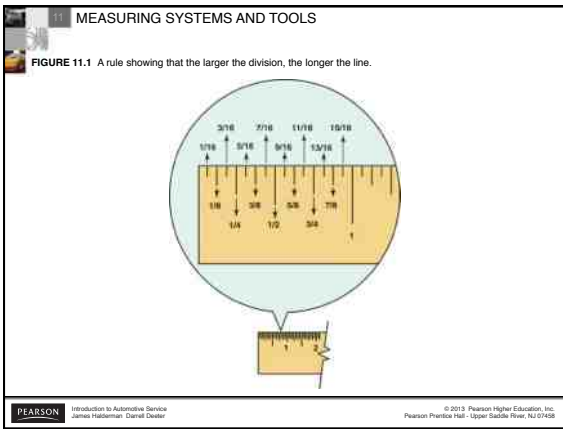 11 MEASURING SYSTEMS AND TOOLS
FIGURE 11.1 A rule showing that the larger the division, the longer the line.
3/16 7/16 11/16 15/16
1/16 5/16 9/16 13/16
1/8 3/8 5/8 7/8
1/4 1/2 3/4
1
1 2
PEARSON
Introduction to Automotive Service
James Halderman Darrell Deeter
© 2013 Pearson Higher Education, Inc.
Pearson Prentice Hall - Upper Saddle River, NJ 07458